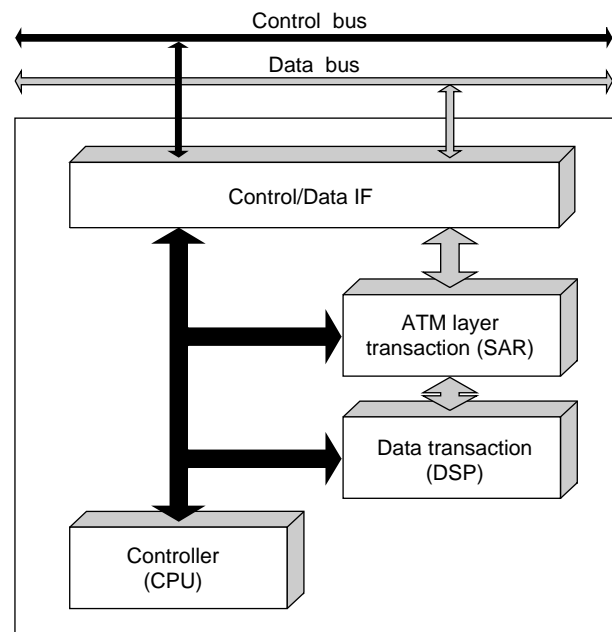 Control bus
Data bus
Control/Data IF
ATM layer
transaction (SAR)
Data transaction
(DSP)
Controller
(CPU)